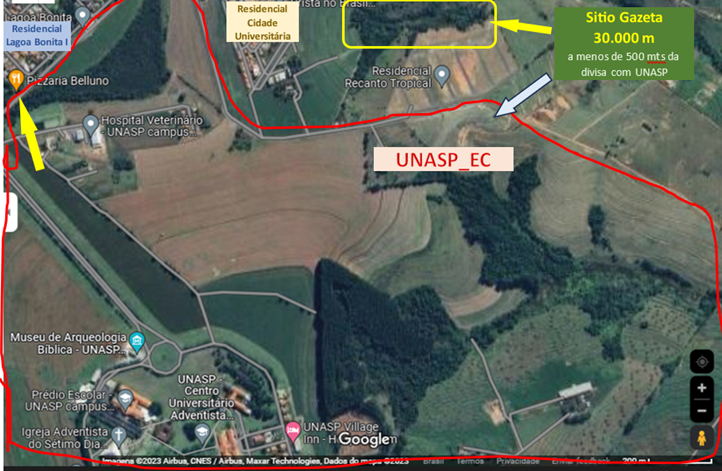 Lagoa Bonita
Residencial
Lagoa Bonita I
Pizzaria Belluno
Residencial
Cidade
Universitária
ista no Brasil...
Sitio Gazeta
30.000 m
a menos de 500 mts da
divisa com UNASP
Residencial
Recanto Tropical
Hospital Veterinário
UNASP campus...
UNASP_EC
Museu de Arqueologia
Bíblica - UNASP...
Prédio Escolar -
UNASP campus...
UNASP -
Centro
Universitário
Adventista...
Igreja Adventista
do Sétimo Dia
UNASP Village
Inn - H
Google
Imagens ©2023 Airbus, CNES / Airbus, Maxar Technologies, Dados do mapa ©2023 Brasil Termos Privacidade Enviar feedback 200 m